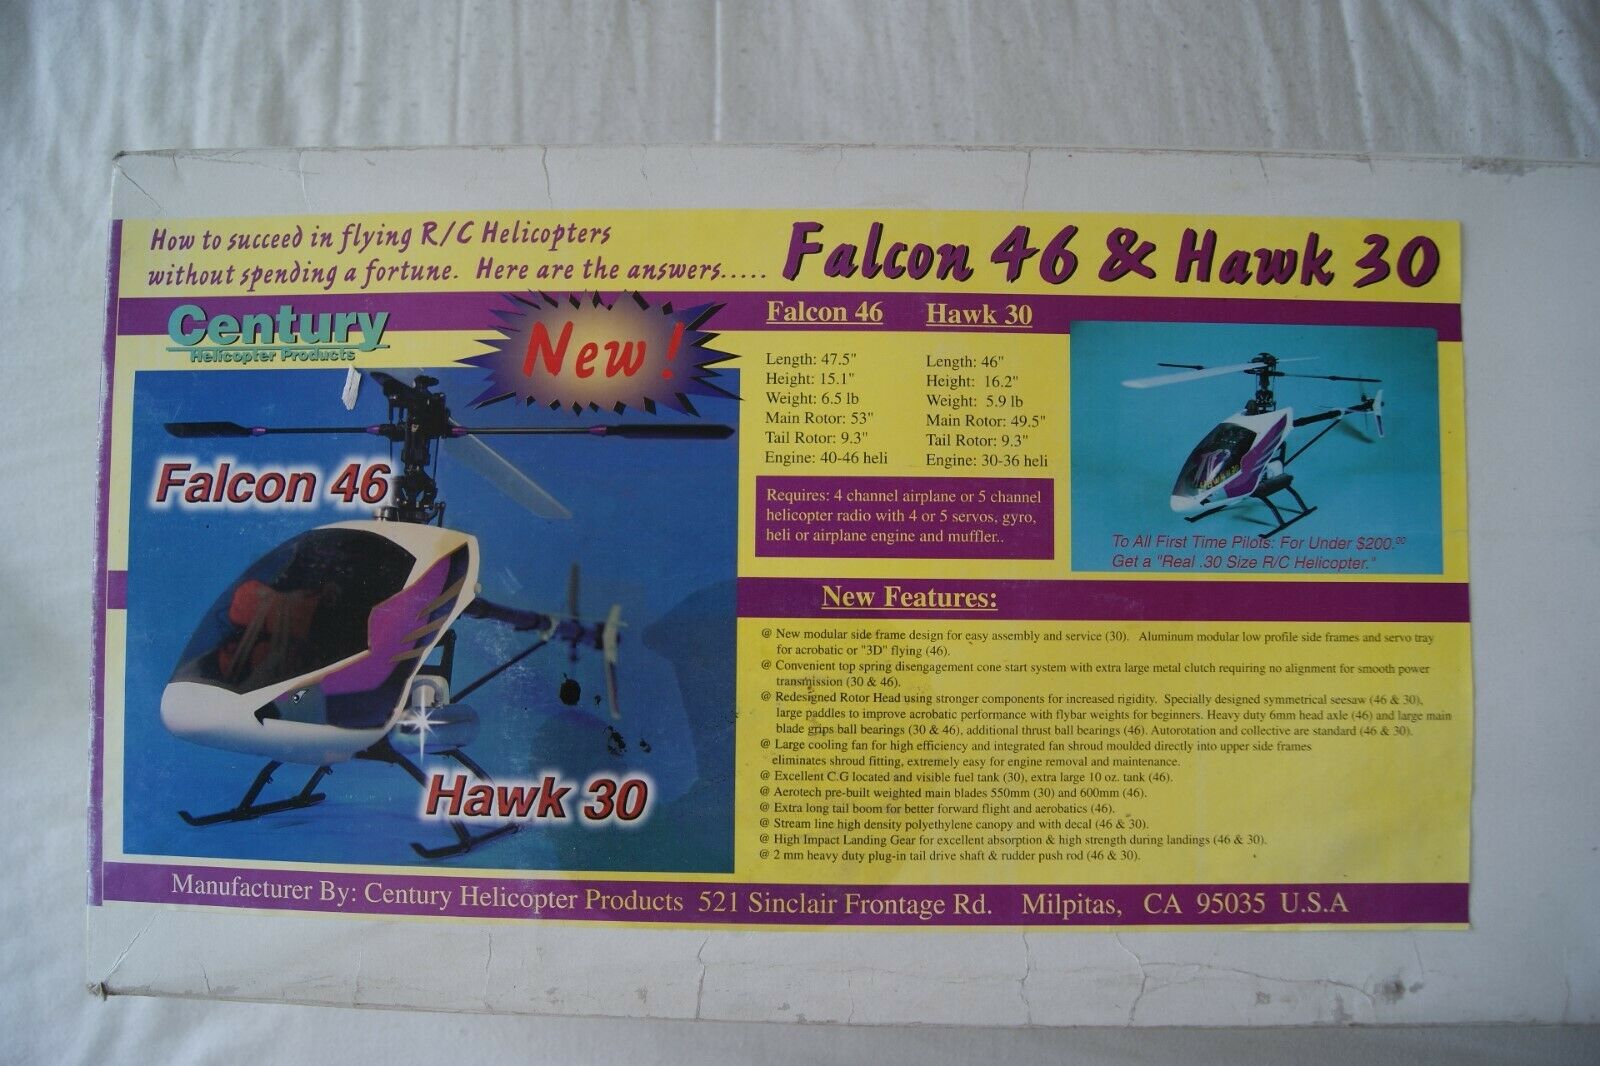 How to succeed in flying R/C Helicopters
without spending a fortune. Here are the answers.....
Falcon 46 & Hawk 30
Century
Helicopter Products
New!
Falcon 46
Hawk 30
Falcon 46
Length: 47.5"
Height: 15.1"
Weight: 6.5 lb
Main Rotor: 53"
Tail Rotor: 9.3"
Engine: 40-46 heli
Hawk 30
Length: 46"
Height: 16.2"
Weight: 5.9 lb
Main Rotor: 49.5"
Tail Rotor: 9.3"
Engine: 30-36 heli
Requires: 4 channel airplane or 5 channel
helicopter radio with 4 or 5 servos, gyro,
heli or airplane engine and muffler..
To All First Time Pilots: For Under $200.00
Get a "Real .30 Size R/C Helicopter."
New Features:
@ New modular side frame design for easy assembly and service (30). Aluminum modular low profile side frames and servo tray
for acrobatic or "3D" flying (46).
@ Convenient top spring disengagement cone start system with extra large metal clutch requiring no alignment for smooth power
transmission (30 & 46).
@ Redesigned Rotor Head using stronger components for increased rigidity. Specially designed symmetrical seesaw (46 & 30),
large paddles to improve acrobatic performance with flybar weights for beginners. Heavy duty 6mm head axle (46) and large main
blade grips ball bearings (30 & 46), additional thrust ball bearings (46). Autorotation and collective are standard (46 & 30).
@ Large cooling fan for high efficiency and integrated fan shroud moulded directly into upper side frames
eliminates shroud fitting, extremely easy for engine removal and maintenance.
@ Excellent C.G located and visible fuel tank (30), extra large 10 oz. tank (46).
@ Aerotech pre-built weighted main blades 550mm (30) and 600mm (46).
@ Extra long tail boom for better forward flight and aerobatics (46).
@ Stream line high density polyethylene canopy and with decal (46 & 30).
@ High Impact Landing Gear for excellent absorption & high strength during landings (46 & 30).
@ 2 mm heavy duty plug-in tail drive shaft & rudder push rod (46 & 30).
Manufacturer By: Century Helicopter Products 521 Sinclair Frontage Rd. Milpitas, CA 95035 U.S.A